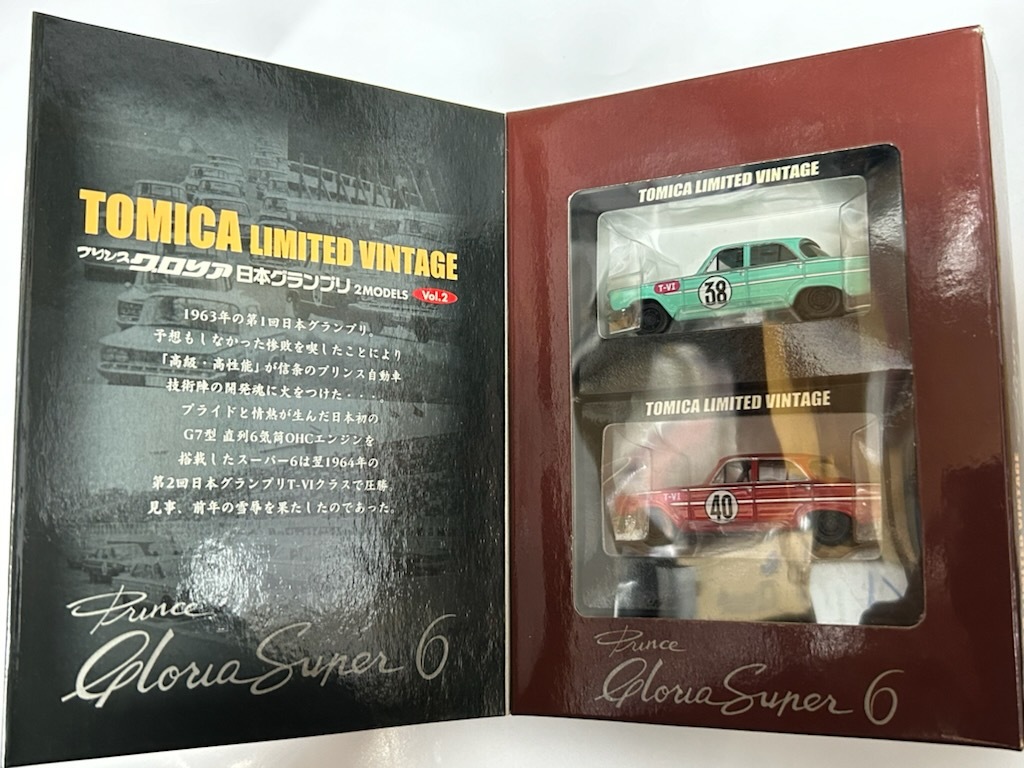 TOMICA LIMITED VINTAGE
プリンス グロリア 日本グランプリ 2MODELS Vol.2
1963年の第1回日本グランプリ。
予想もしなかった惨敗を喫したことにより
「高級・高性能」が信条のプリンス自動車
技術陣の開発魂に火をつけた・・・。
プライドと情熱が生んだ日本初の
G7型 直列6気筒OHCエンジンを
搭載したスーパー6は翌1964年の
第2回日本グランプリT-VIクラスで圧勝
見事、前年の雪辱を果たしたのであった。
Prince
Gloria Super 6
TOMICA LIMITED VINTAGE
T-VI
38
TOMICA LIMITED VINTAGE
T-VI
40
Prince
Gloria Super 6